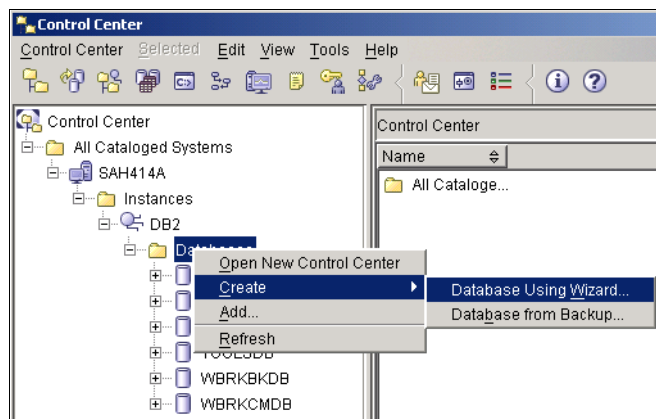 Control Center
Control Center Selected Edit View Tools Help
Control Center
All Cataloged Systems
SAH414A
Instances
DB2
Control Center
Name
All Cataloge...
Open New Control Center
Create
Add...
Refresh
Database Using Wizard...
Database from Backup...
WBRKBKDB
WBRKCMDB